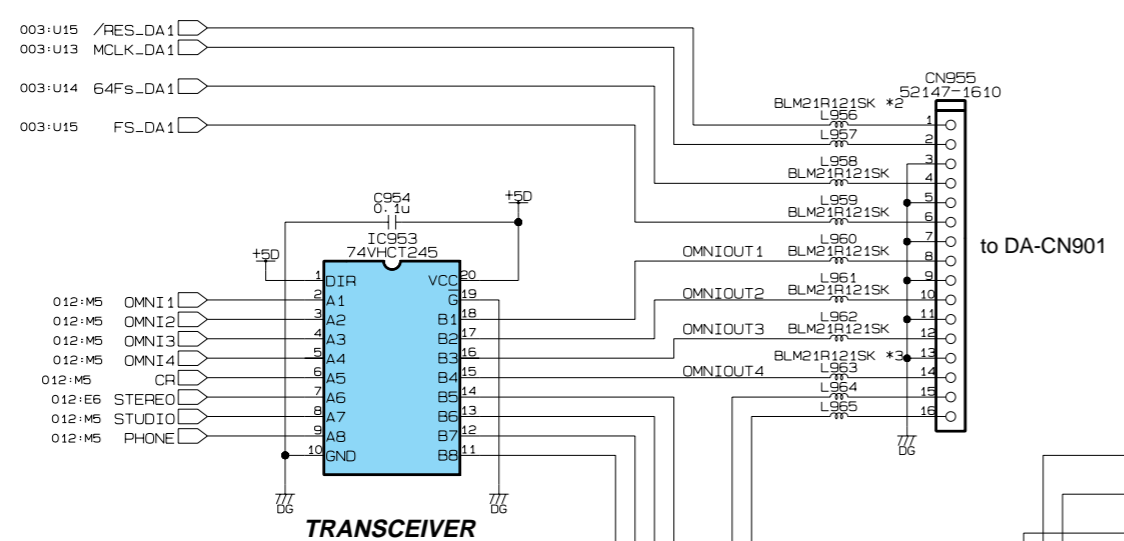 003:U15 /RES_DA1
003:U13 MCLK_DA1
003:U14 64Fs_DA1
003:U15 FS_DA1
CN955
52147-1610
BLM21R121SK *2
L956
L957
L958
BLM21R121SK
L959
BLM21R121SK
L960
BLM21R121SK
L961
BLM21R121SK
L962
BLM21R121SK
BLM21R121SK *3
L963
L964
L965
1
2
3
4
5
6
7
8
9
10
11
12
13
14
15
16
to DA-CN901
DG
OMNIOUT1
OMNIOUT2
OMNIOUT3
OMNIOUT4
C954
0.1u
+5D
+5D
IC953
74VHCT245
1 DIR VCC 20
2 A1 G 19
3 A2 B1 18
4 A3 B2 17
5 A4 B3 16
6 A5 B4 15
7 A6 B5 14
8 A7 B6 13
9 A8 B7 12
10 GND B8 11
012:M5 OMNI1
012:M5 OMNI2
012:M5 OMNI3
012:M5 OMNI4
012:M5 CR
012:E6 STEREO
012:M5 STUDIO
012:M5 PHONE
DG
DG
TRANSCEIVER